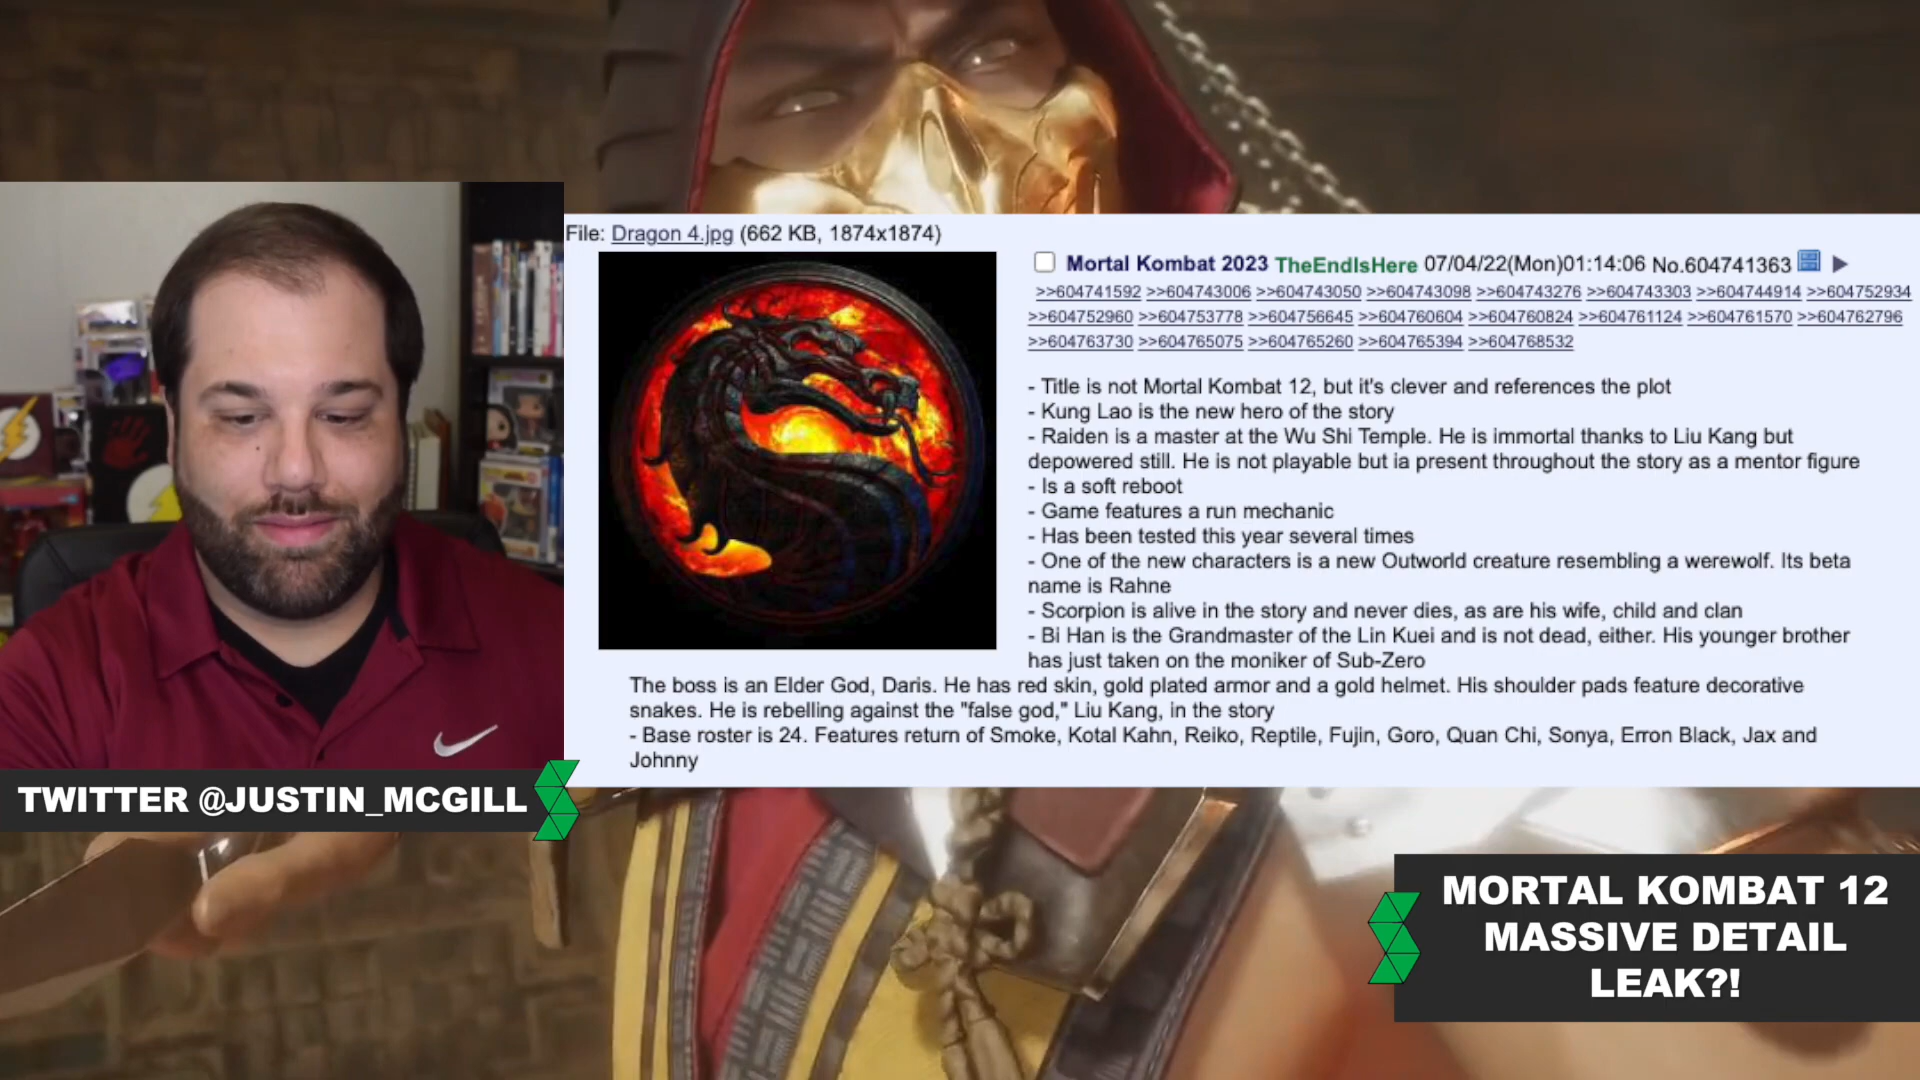 File: Dragon 4.jpg (662 KB, 1874x1874)
Mortal Kombat 2023 TheEndIsHere 07/04/22(Mon)01:14:06 No.604741363
>>604741592 >>604743006 >>604743050 >>604743098 >>604743276 >>604743303 >>604744914 >>604752934
>>604752960 >>604753778 >>604756645 >>604760604 >>604760824 >>604761124 >>604761570 >>604762796
>>604763730 >>604765075 >>604765260 >>604765394 >>604768532
- Title is not Mortal Kombat 12, but it's clever and references the plot
- Kung Lao is the new hero of the story
- Raiden is a master at the Wu Shi Temple. He is immortal thanks to Liu Kang but
depowered still. He is not playable but ia present throughout the story as a mentor figure
- Is a soft reboot
- Game features a run mechanic
- Has been tested this year several times
- One of the new characters is a new Outworld creature resembling a werewolf. Its beta
name is Rahne
- Scorpion is alive in the story and never dies, as are his wife, child and clan
- Bi Han is the Grandmaster of the Lin Kuei and is not dead, either. His younger brother
has just taken on the moniker of Sub-Zero
The boss is an Elder God, Daris. He has red skin, gold plated armor and a gold helmet. His shoulder pads feature decorative
snakes. He is rebelling against the "false god," Liu Kang, in the story
- Base roster is 24. Features return of Smoke, Kotal Kahn, Reiko, Reptile, Fujin, Goro, Quan Chi, Sonya, Erron Black, Jax and
Johnny
TWITTER @JUSTIN_MCGILL
MORTAL KOMBAT 12
MASSIVE DETAIL
LEAK?!